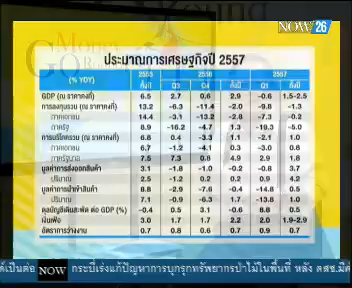 Money
GO
Rising
NOW 26
ประมาณการเศรษฐกิจปี 2557
(% YOY) 2555 2556 2557
ทั้งปี Q3 Q4 ทั้งปี Q1 ทั้งปี
GDP (ณ ราคาคงที่) 6.5 2.7 0.6 2.9 -0.6 1.5-2.5
การลงทุนรวม (ณ ราคาคงที่) 13.2 -6.3 -11.4 -2.0 -9.8 -1.3
ภาคเอกชน 14.4 -3.1 -13.2 -2.8 -7.3 -0.2
ภาครัฐ 8.9 -16.2 -4.7 1.3 -19.3 -5.0
การบริโภครวม (ณ ราคาคงที่) 6.8 0.4 -3.3 1.1 -2.1 1.0
ภาคเอกชน 6.7 -1.2 -4.1 0.3 -3.0 0.8
ภาครัฐบาล 7.5 7.3 0.8 4.9 2.9 1.8
มูลค่าการส่งออกสินค้า 3.1 -1.8 -1.0 -0.2 -0.8 3.7
ปริมาณ 2.5 -1.2 0.2 0.2 0.9 4.2
มูลค่าการนำเข้าสินค้า 8.8 -2.9 -7.6 -0.4 -14.8 0.5
ปริมาณ 7.1 -0.9 -6.3 1.7 -13.8 1.0
ดุลบัญชีเดินสะพัด ต่อ GDP (%) -0.4 0.5 3.1 -0.6 8.8 0.5
เงินเฟ้อ 3.0 1.7 1.7 2.2 2.0 1.9-2.9
อัตราการว่างงาน 0.7 0.8 0.6 0.7 0.9 0.7
ด้เป็นต่อ NOW กระบี่เร่งแก้ปัญหาการบุกรุกทรัพยากรป่าไม้ในพื้นที่ หลัง คสช.มีค